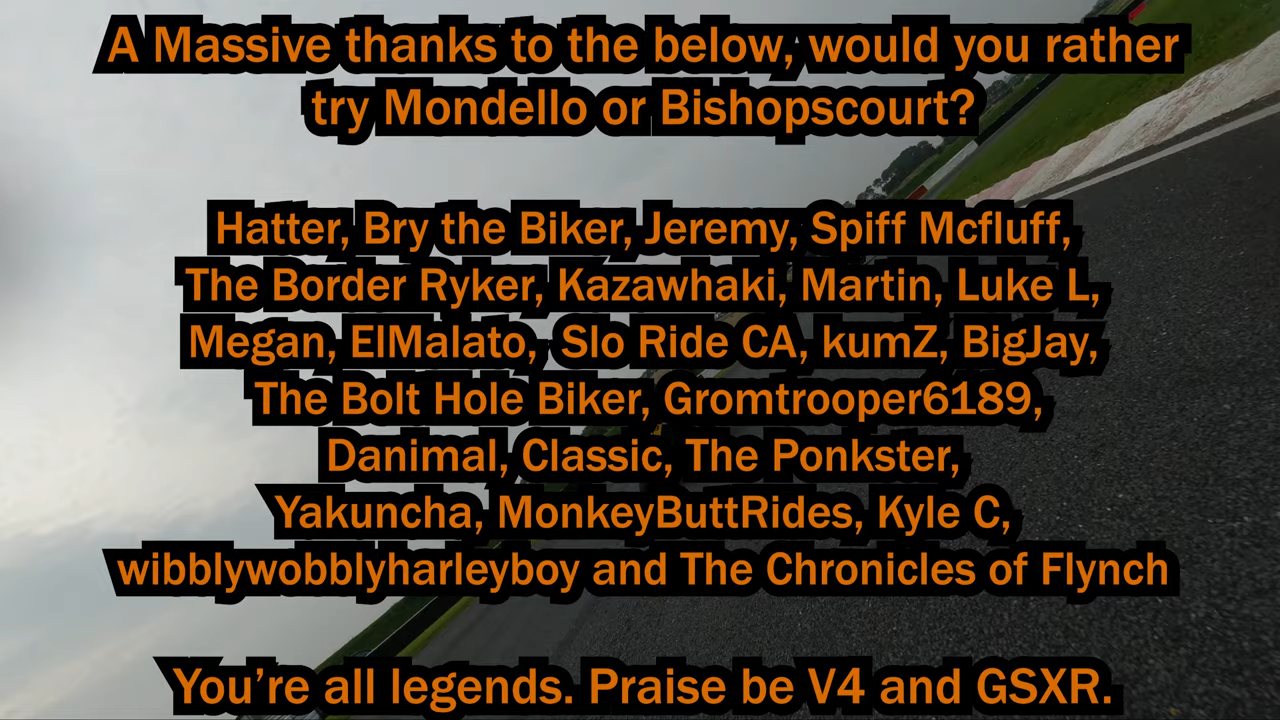 A Massive thanks to the below, would you rather
try Mondello or Bishopscourt?
Hatter, Bry the Biker, Jeremy, Spiff Mcfluff,
The Border Ryker, Kazawhaki, Martin, Luke L,
Megan, ElMalato, Slo Ride CA, kumZ, BigJay,
The Bolt Hole Biker, Gromtrooper6189,
Danimal, Classic, The Ponkster,
Yakuncha, MonkeyButtRides, Kyle C,
wibblywobblyharleyboy and The Chronicles of Flynch
You're all legends. Praise be V4 and GSXR.